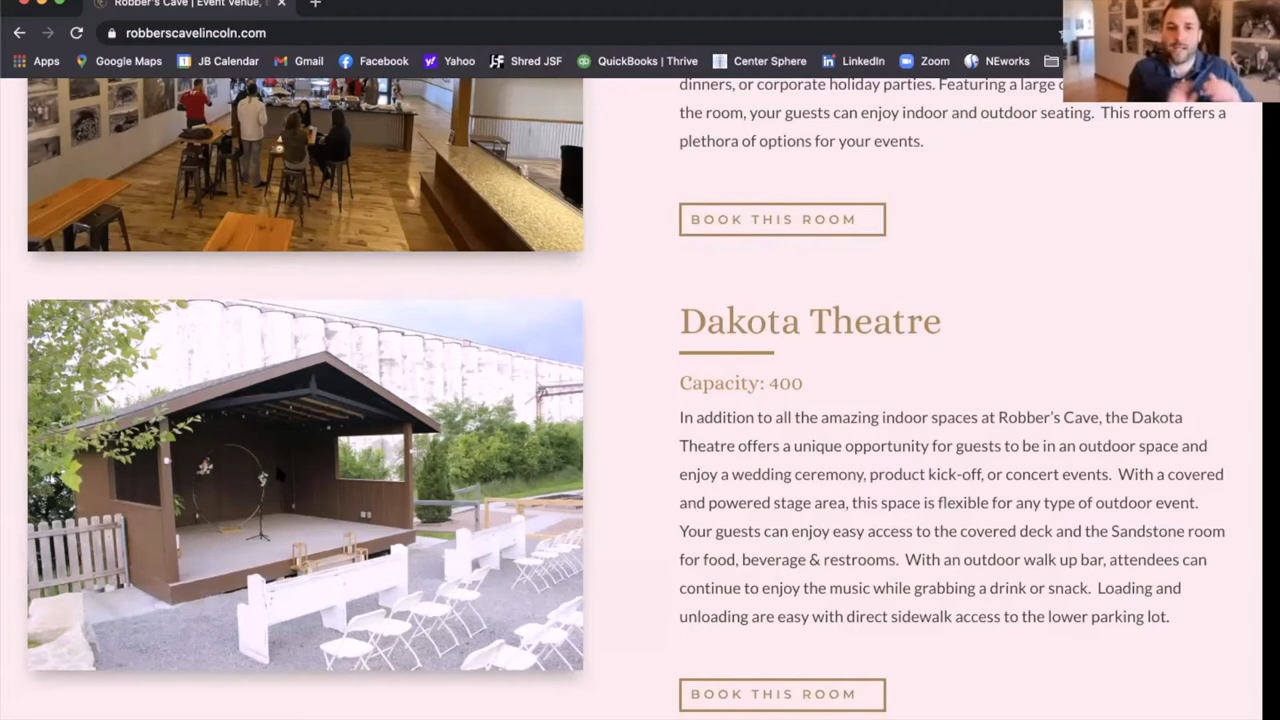 Robber's Cave | Event Venue,
robberscavelincoln.com
Apps Google Maps JB Calendar Gmail Facebook Yahoo Shred JSF QuickBooks | Thrive Center Sphere LinkedIn Zoom NEworks
dinners, or corporate holiday parties. Featuring a large
the room, your guests can enjoy indoor and outdoor seating. This room offers a
plethora of options for your events.
BOOK THIS ROOM
Dakota Theatre
Capacity: 400
In addition to all the amazing indoor spaces at Robber's Cave, the Dakota
Theatre offers a unique opportunity for guests to be in an outdoor space and
enjoy a wedding ceremony, product kick-off, or concert events. With a covered
and powered stage area, this space is flexible for any type of outdoor event.
Your guests can enjoy easy access to the covered deck and the Sandstone room
for food, beverage & restrooms. With an outdoor walk up bar, attendees can
continue to enjoy the music while grabbing a drink or snack. Loading and
unloading are easy with direct sidewalk access to the lower parking lot.
BOOK THIS ROOM